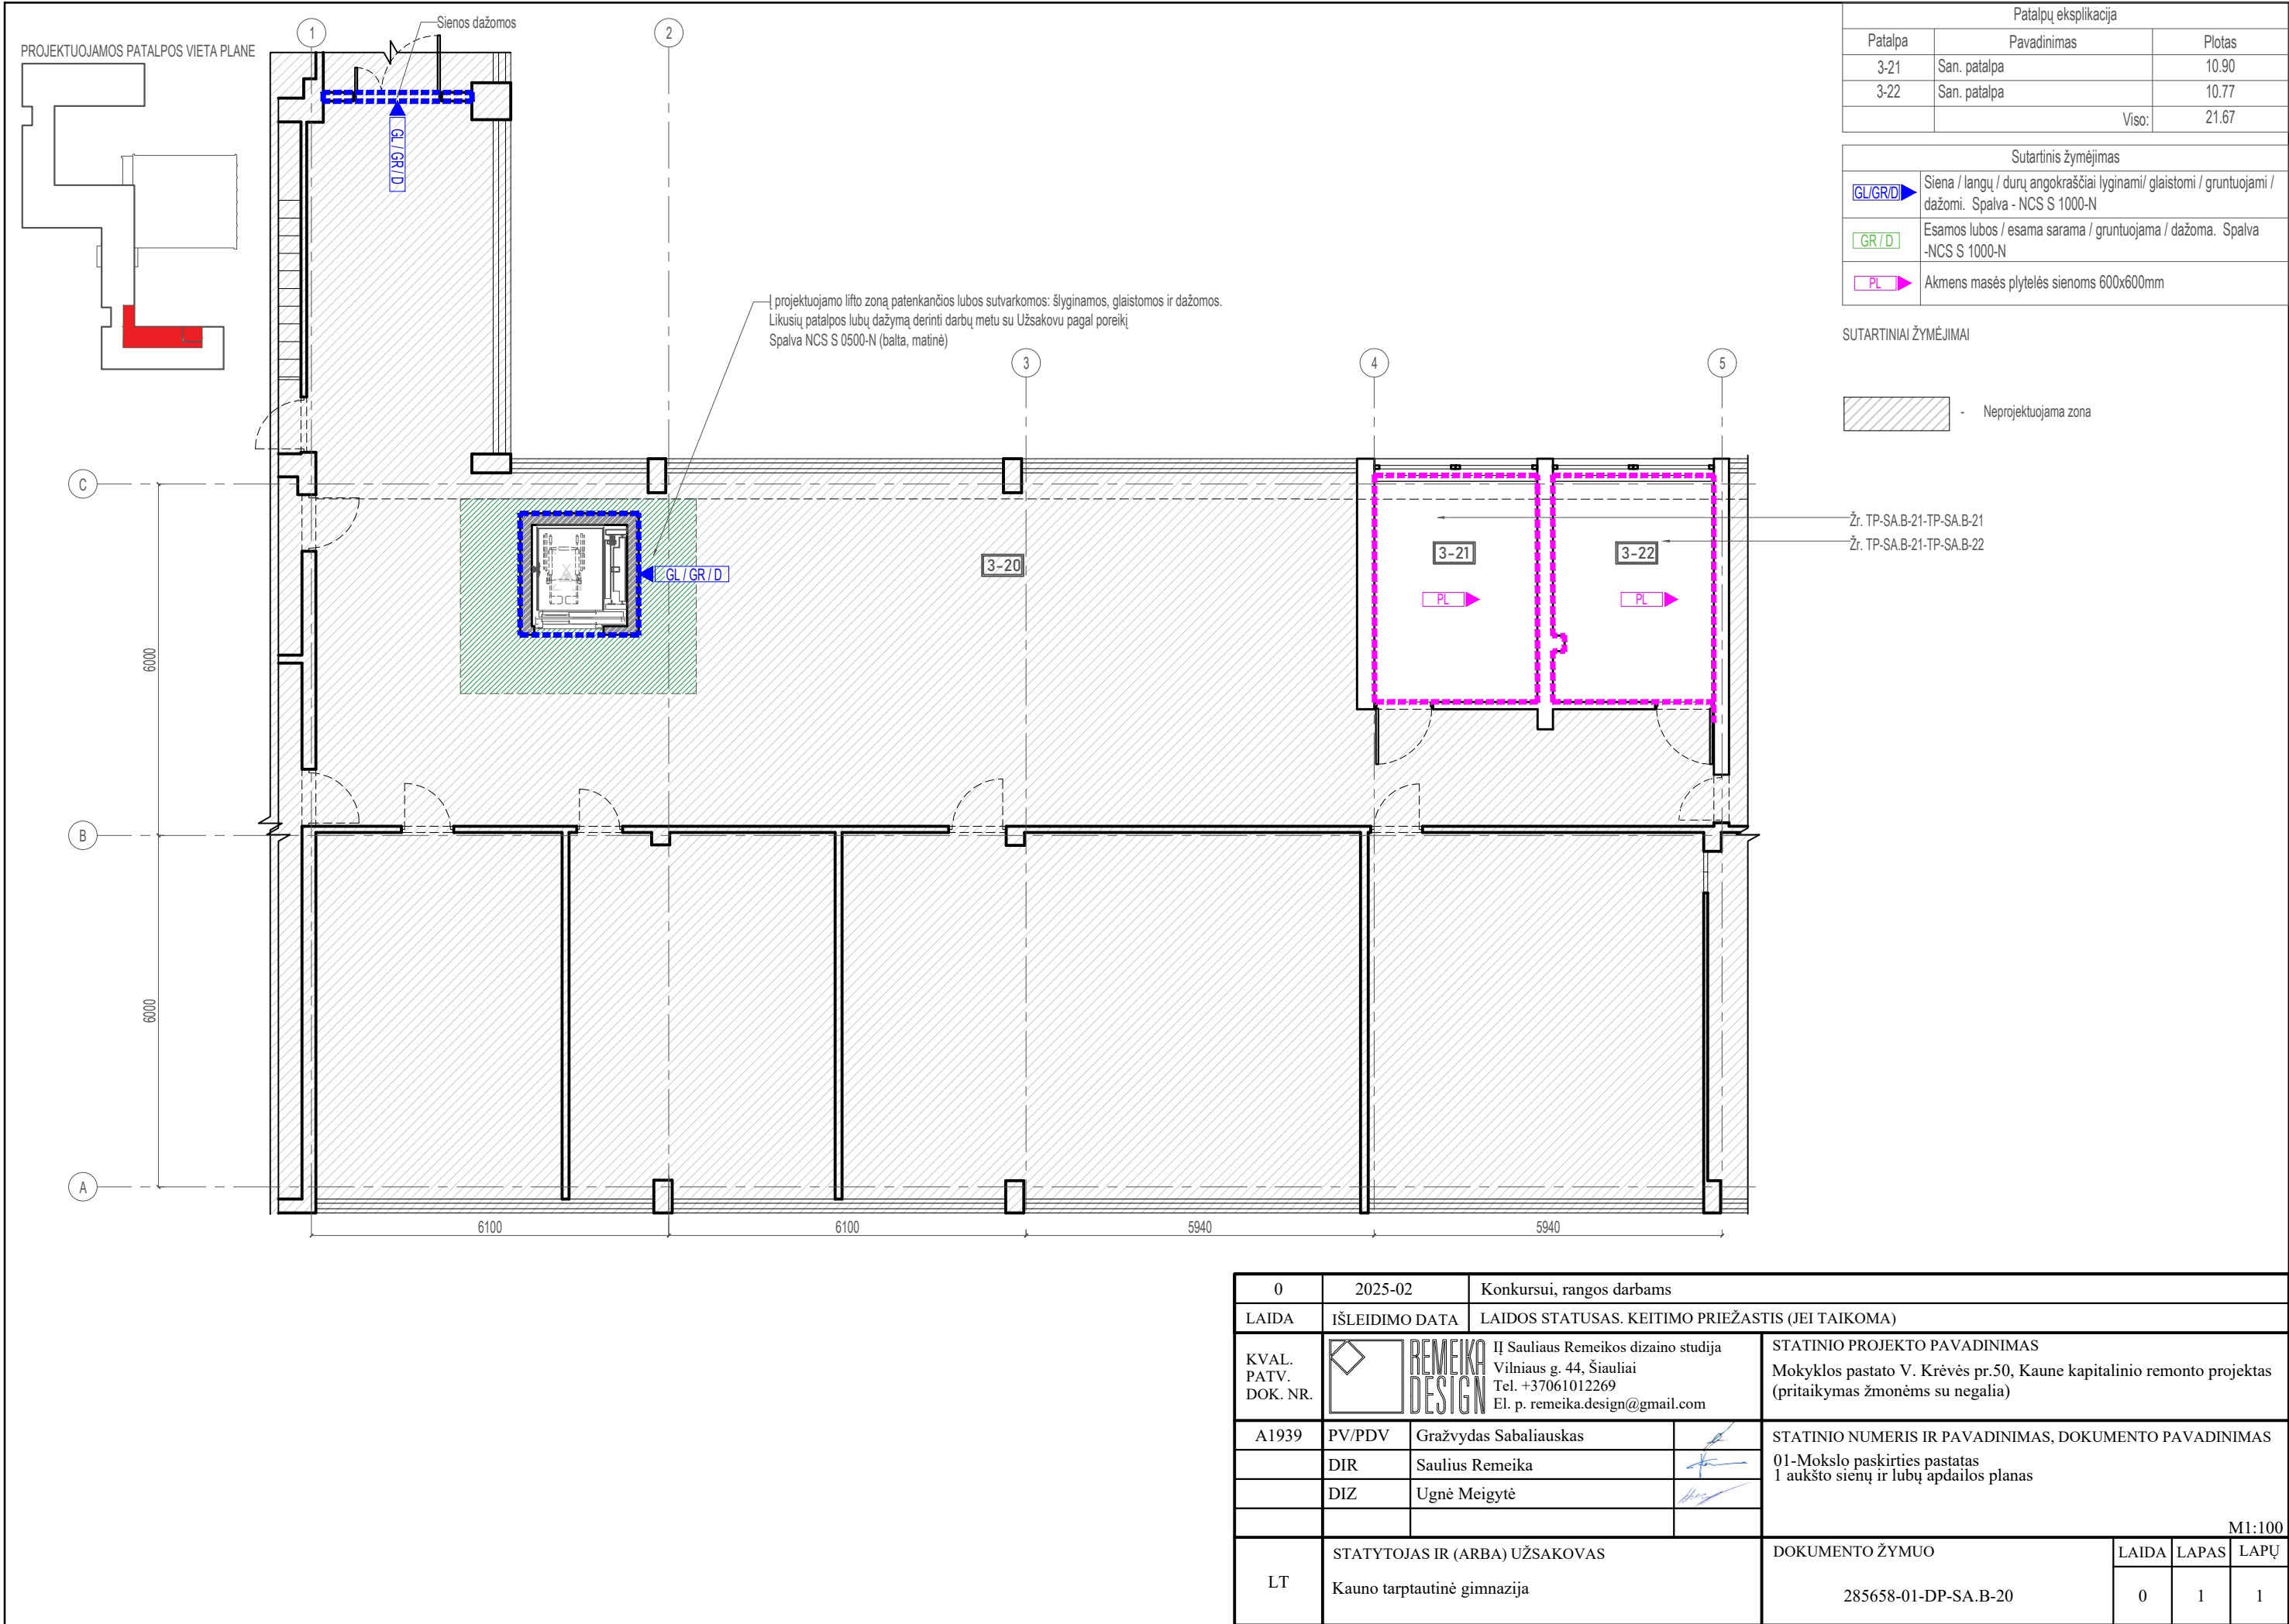 PROJEKTUOJAMOS PATALPOS VIETA PLANE
1
Sienos dažomos
2
GL / GR / D
Į projektuojamo lifto zoną patenkančios lubos sutvarkomos: šlyginamos, glaistomos ir dažomos.
Likusių patalpos lubų dažymą derinti darbų metu su Užsakovu pagal poreikį
Spalva NCS S 0500-N (balta, matinė)
3
4
5
Patalpų eksplikacija
Patalpa Pavadinimas Plotas
3-21 San. patalpa 10.90
3-22 San. patalpa 10.77
Viso: 21.67
Sutartinis žymėjimas
GL/GR/D Siena / langų / durų angokraščiai lyginami/ glaistomi / gruntuojami /
dažomi. Spalva - NCS S 1000-N
GR / D Esamos lubos / esama sarama / gruntuojama / dažoma. Spalva
-NCS S 1000-N
PL Akmens masės plytelės sienoms 600x600mm
SUTARTINIAI ŽYMĖJIMAI
- Neprojektuojama zona
C
Žr. TP-SA.B-21-TP-SA.B-21
Žr. TP-SA.B-21-TP-SA.B-22
3-20
3-21
3-22
GL / GR / D
PL
PL
6000
B
6000
A
6100
6100
5940
5940
0 2025-02 Konkursui, rangos darbams
LAIDA IŠLEIDIMO DATA LAIDOS STATUSAS. KEITIMO PRIEŽASTIS (JEI TAIKOMA)
KVAL.
PATV.
DOK. NR.
REMEIKA
DESIGN
IĮ Sauliaus Remeikos dizaino studija
Vilniaus g. 44, Šiauliai
Tel. +37061012269
El. p. remeika.design@gmail.com
STATINIO PROJEKTO PAVADINIMAS
Mokyklos pastato V. Krėvės pr.50, Kaune kapitalinio remonto projektas
(pritaikymas žmonėms su negalia)
A1939 PV/PDV Gražvydas Sabaliauskas
DIR Saulius Remeika
DIZ Ugnė Meigytė
STATINIO NUMERIS IR PAVADINIMAS, DOKUMENTO PAVADINIMAS
01-Mokslo paskirties pastatas
1 aukšto sienų ir lubų apdailos planas
M1:100
LT
STATYTOJAS IR (ARBA) UŽSAKOVAS
Kauno tarptautinė gimnazija
DOKUMENTO ŽYMUO
285658-01-DP-SA.B-20
LAIDA LAPAS LAPŲ
0 1 1